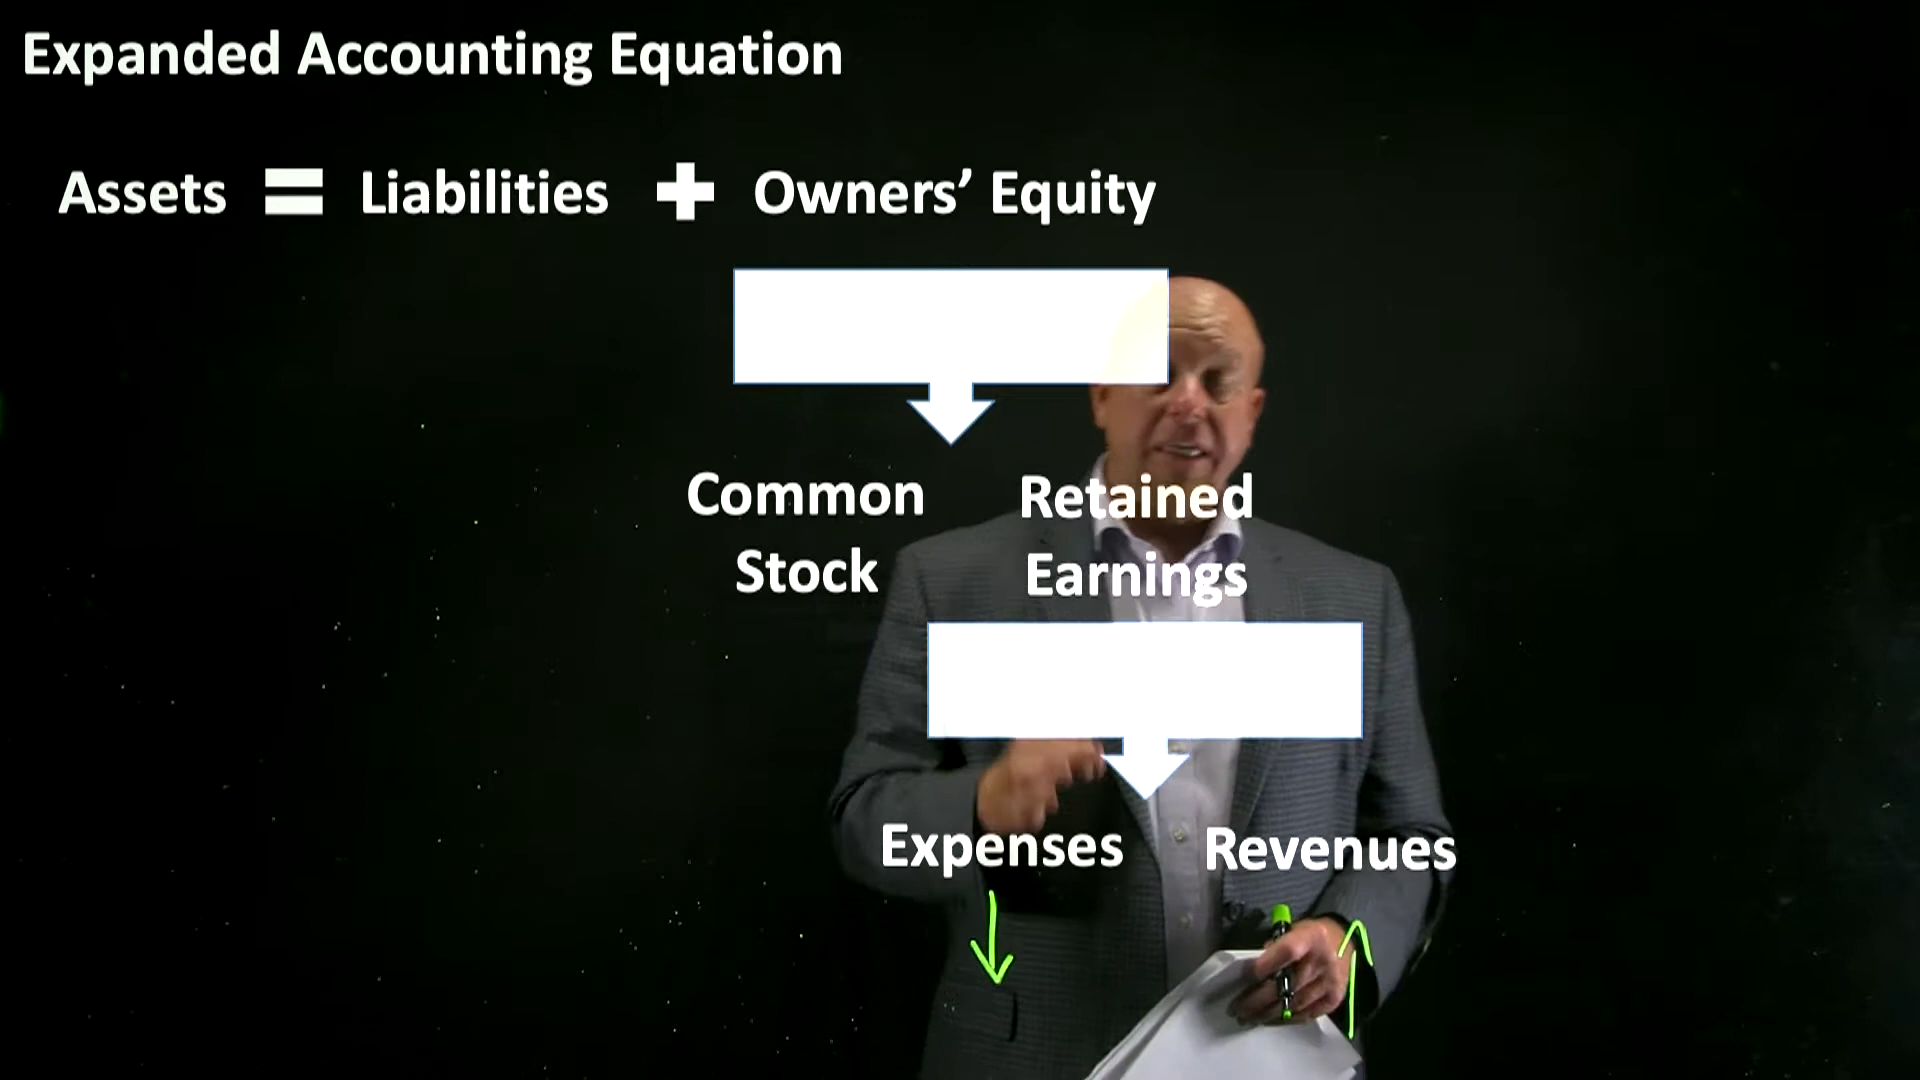 Expanded Accounting Equation
Assets = Liabilities + Owners’ Equity
Common Retained
Stock Earnings
Expenses Revenues